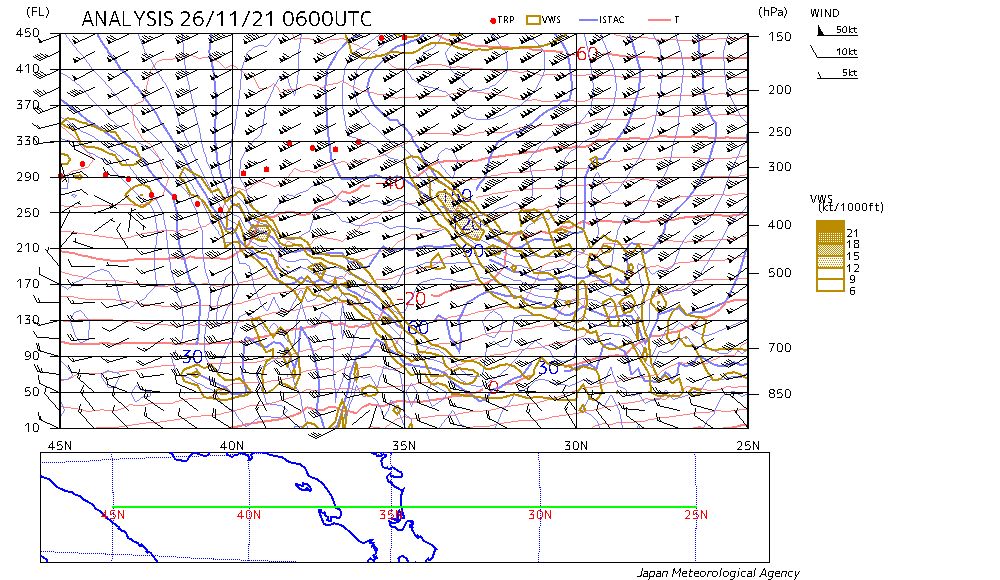 (FL) ANALYSIS 26/11/21 0600UTC TRP VWS ISTAC T (hPa) WIND
450 150 50kt
410 10kt
5kt
60
200
370
250
330
300
290
40
250 400
20
210
90
500
170 VWS
(kt/1000ft)
21
18
15
12
9
6
20
130 60
90 30 700
30
50 0 850
10
45N 40N 35N 30N 25N
45N 40N 35N 30N 25N
Japan Meteorological Agency